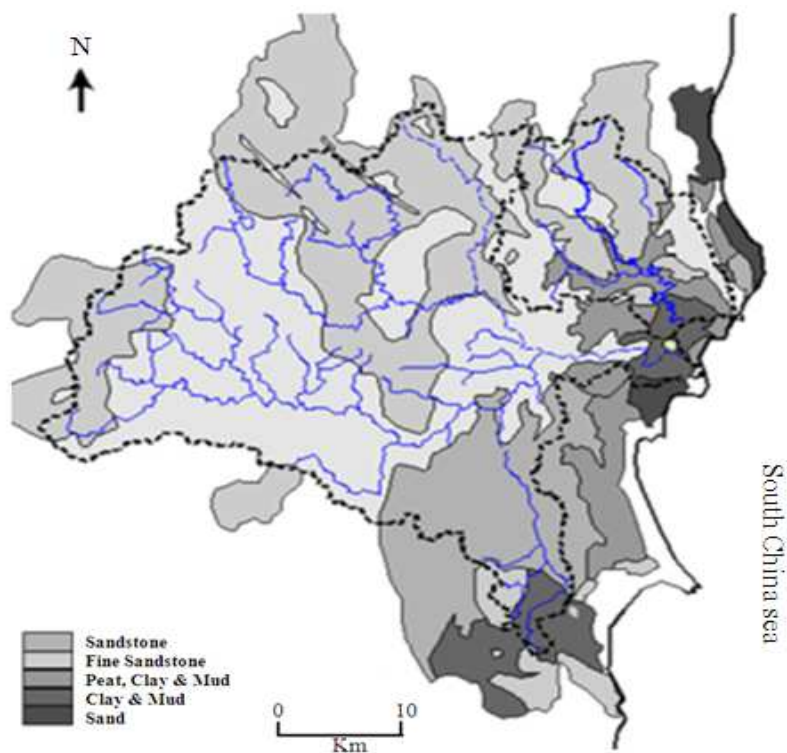 N
South China sea
Sandstone
Fine Sandstone
Peat, Clay & Mud
Clay & Mud
Sand
0 10
Km